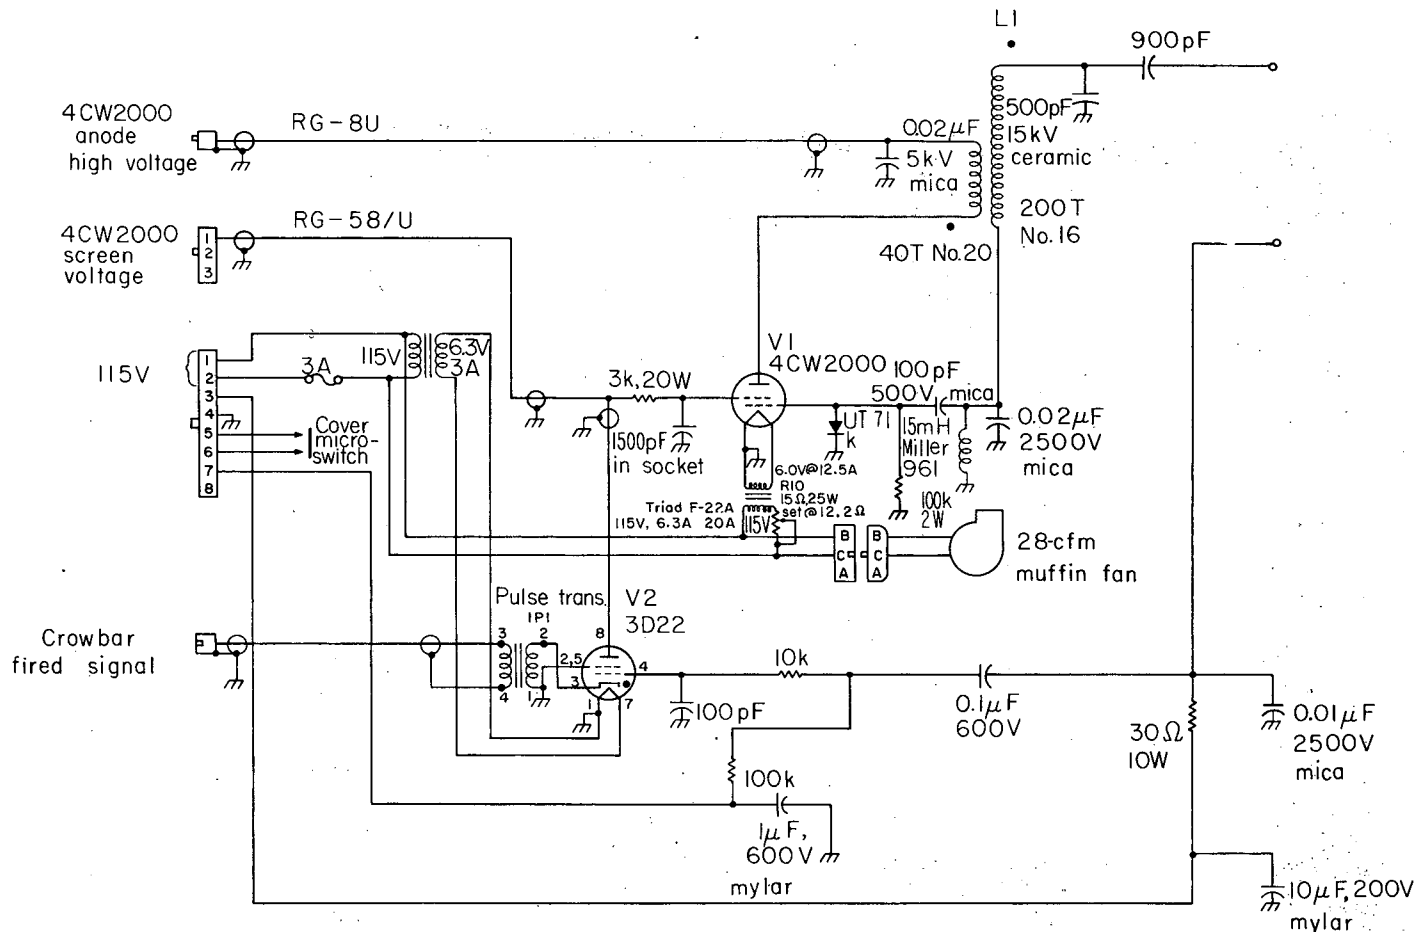 L1
900pF
4CW2000
anode
high voltage
RG-8U
0.02μF
5kV
mica
500pF
15kV
ceramic
200T
No.16
40T No.20
4CW2000
screen
voltage
1
2
3
RG-58/U
115V
1
2
3
4
5
6
7
8
3A
115V
6.3V
3A
Cover
micro-
switch
3k,20W
1500pF
in socket
V1
4CW2000
100pF
500V mica
UT 71
k
15mH
Miller
961
0.02μF
2500V
mica
6.0V@12.5A
R10
15Ω,25W
set@12.2Ω
Triad F-22A
115V, 6.3A 20A
115V
100k
2W
B
C
A
B
C
A
28-cfm
muffin fan
Crowbar
fired signal
Pulse trans.
1P1
3
2
4
1
V2
3D22
8
2,5
3
4
1
7
100pF
10k
100k
1μF,
600V
mylar
0.1μF
600V
30Ω
10W
0.01μF
2500V
mica
10μF,200V
mylar